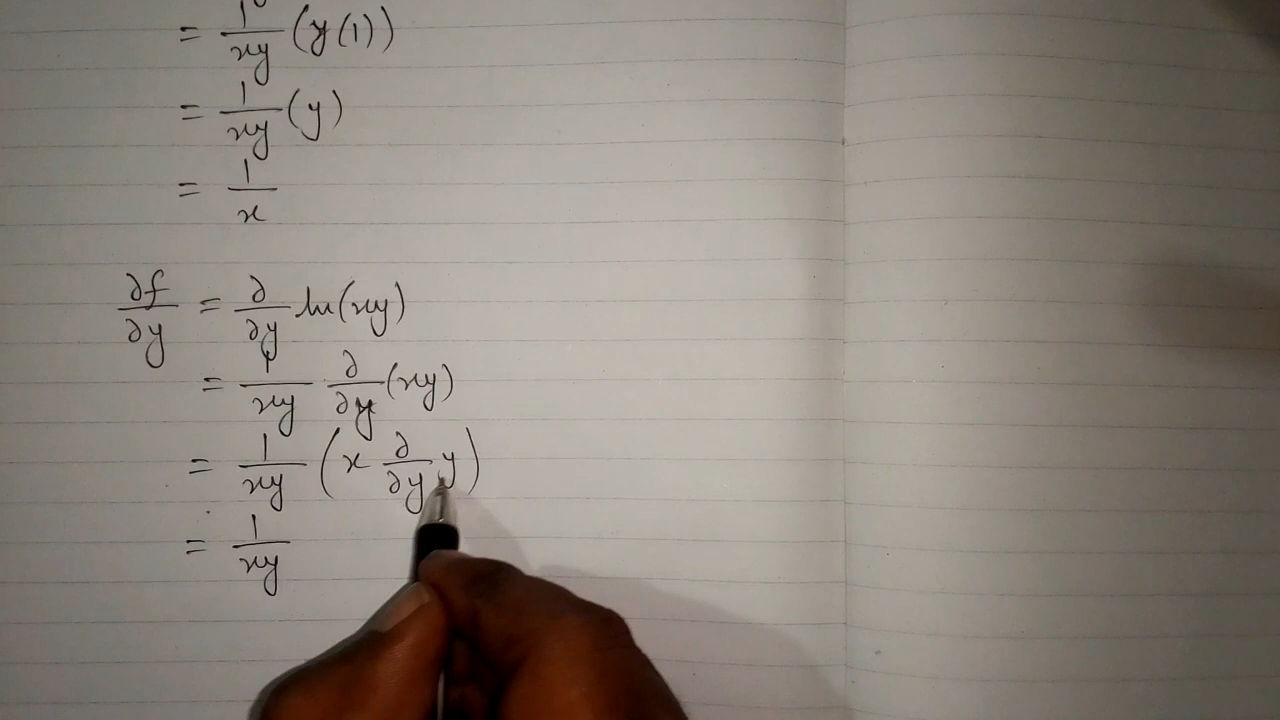 = 1/xy (y(1))
= 1/xy (y)
= 1/x
∂f/∂y = ∂/∂y ln(xy)
= 1/xy ∂/∂y (xy)
= 1/xy (x ∂/∂y y)
= 1/xy